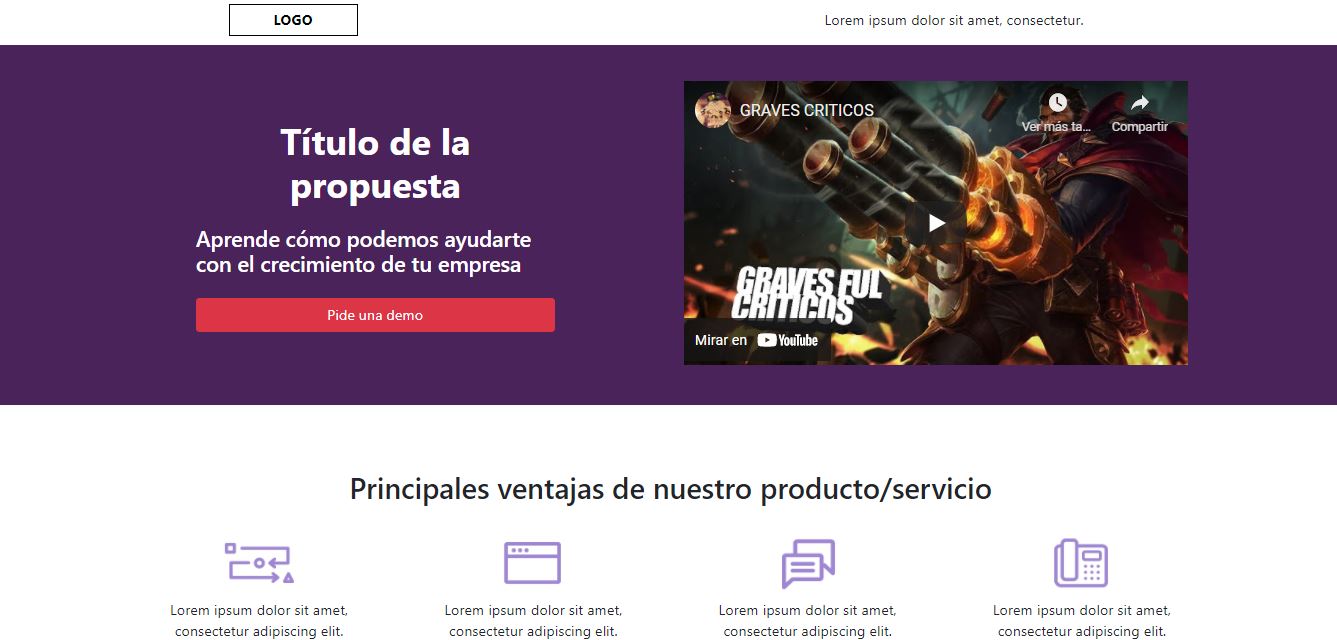 LOGO
Lorem ipsum dolor sit amet, consectetur.
Título de la
propuesta
Aprende cómo podemos ayudarte
con el crecimiento de tu empresa
Pide una demo
GRAVES CRITICOS
Ver más ta...
Compartir
GRAVES FUL
CRITICOS
Mirar en YouTube
Principales ventajas de nuestro producto/servicio
Lorem ipsum dolor sit amet,
consectetur adipiscing elit.
Lorem ipsum dolor sit amet,
consectetur adipiscing elit.
Lorem ipsum dolor sit amet,
consectetur adipiscing elit.
Lorem ipsum dolor sit amet,
consectetur adipiscing elit.